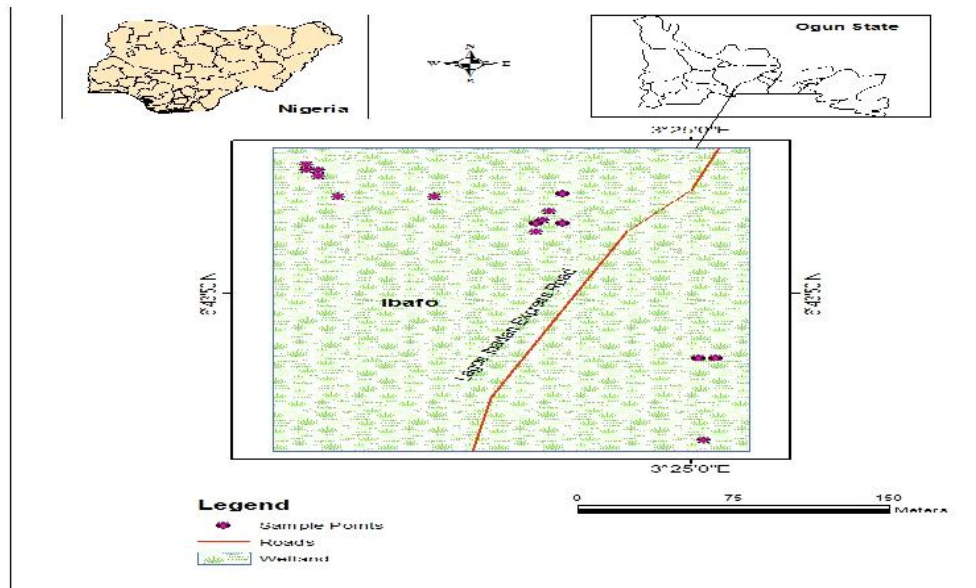 Ogun State
Nigeria
N
W E
S
3°25'0"E
Ibafo
Lagos Ibadan Express Road
3°25'0"E
Legend
Sample Points
Roads
Wetland
0 75 150
Meters